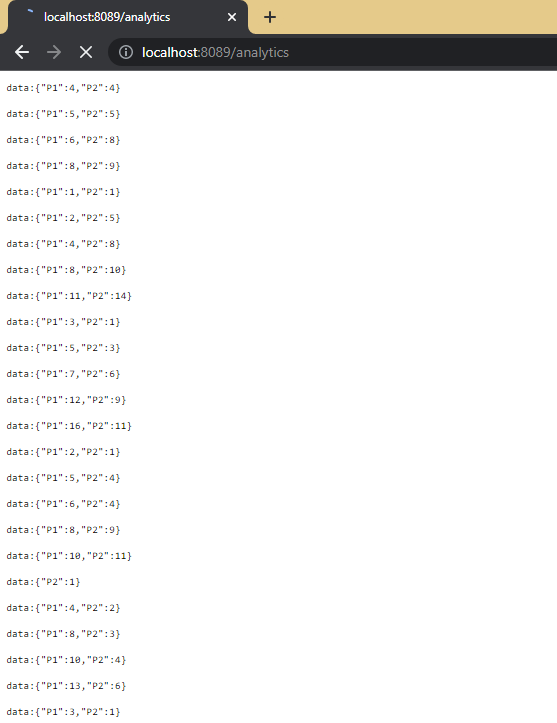 localhost:8089/analytics
localhost:8089/analytics
data:{"P1":4,"P2":4}
data:{"P1":5,"P2":5}
data:{"P1":6,"P2":8}
data:{"P1":8,"P2":9}
data:{"P1":1,"P2":1}
data:{"P1":2,"P2":5}
data:{"P1":4,"P2":8}
data:{"P1":8,"P2":10}
data:{"P1":11,"P2":14}
data:{"P1":3,"P2":1}
data:{"P1":5,"P2":3}
data:{"P1":7,"P2":6}
data:{"P1":12,"P2":9}
data:{"P1":16,"P2":11}
data:{"P1":2,"P2":1}
data:{"P1":5,"P2":4}
data:{"P1":6,"P2":4}
data:{"P1":8,"P2":9}
data:{"P1":10,"P2":11}
data:{"P2":1}
data:{"P1":4,"P2":2}
data:{"P1":8,"P2":3}
data:{"P1":10,"P2":4}
data:{"P1":13,"P2":6}
data:{"P1":3,"P2":1}